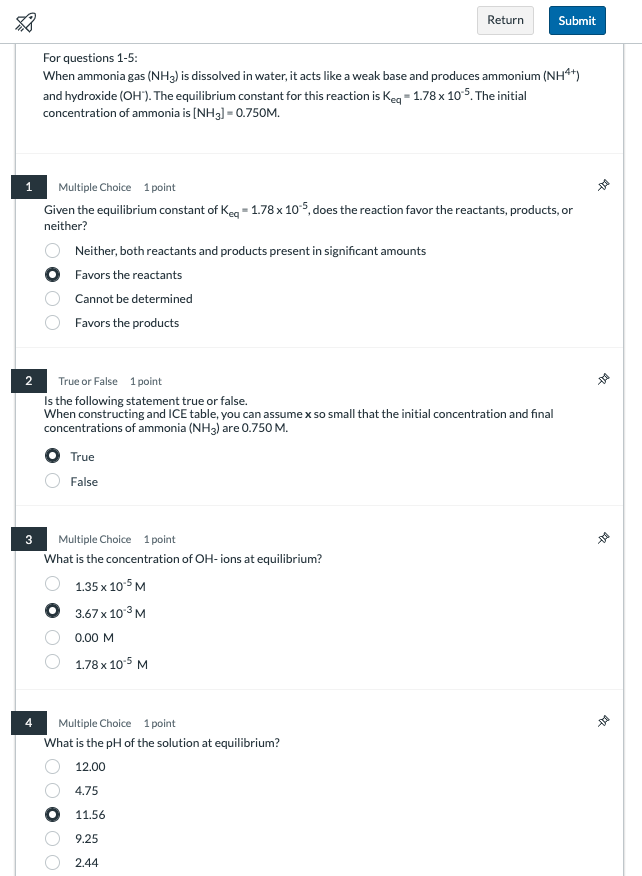 Return Submit
For questions 1-5:
When ammonia gas (NH₃) is dissolved in water, it acts like a weak base and produces ammonium (NH⁴⁺)
and hydroxide (OH⁻). The equilibrium constant for this reaction is Keq = 1.78 x 10⁻⁵. The initial
concentration of ammonia is [NH₃] = 0.750M.
1 Multiple Choice 1 point
Given the equilibrium constant of Keq = 1.78 x 10⁻⁵, does the reaction favor the reactants, products, or
neither?
Neither, both reactants and products present in significant amounts
Favors the reactants
Cannot be determined
Favors the products
2 True or False 1 point
Is the following statement true or false.
When constructing and ICE table, you can assume x so small that the initial concentration and final
concentrations of ammonia (NH₃) are 0.750 M.
True
False
3 Multiple Choice 1 point
What is the concentration of OH- ions at equilibrium?
1.35 x 10⁻⁵ M
3.67 x 10⁻³ M
0.00 M
1.78 x 10⁻⁵ M
4 Multiple Choice 1 point
What is the pH of the solution at equilibrium?
12.00
4.75
11.56
9.25
2.44